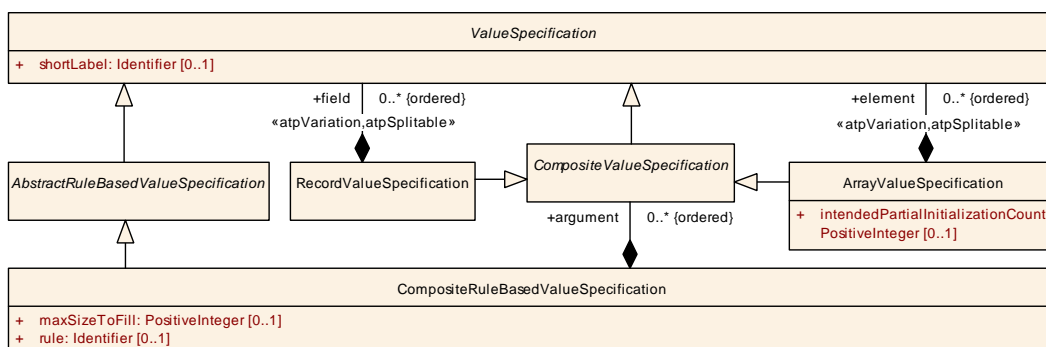 ValueSpecification
+ shortLabel: Identifier [0..1]
+field 0..* {ordered}
«atpVariation,atpSplitable»
+element 0..* {ordered}
«atpVariation,atpSplitable»
AbstractRuleBasedValueSpecification
RecordValueSpecification
CompositeValueSpecification
ArrayValueSpecification
+ intendedPartialInitializationCount
PositiveInteger [0..1]
+argument 0..* {ordered}
CompositeRuleBasedValueSpecification
+ maxSizeToFill: PositiveInteger [0..1]
+ rule: Identifier [0..1]